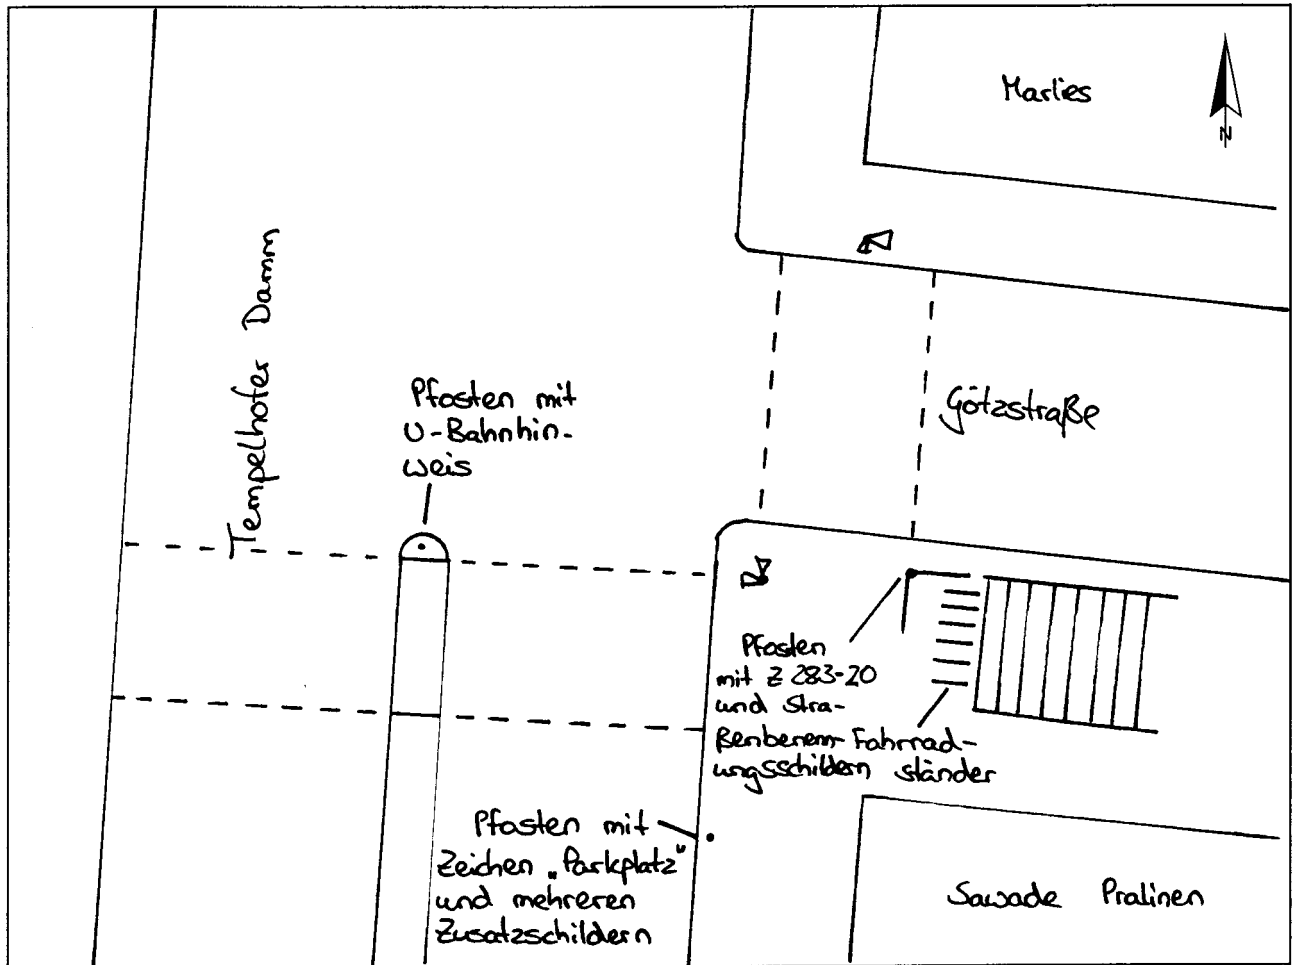 Marlies
N
Tempelhofer Damm
Pfosten mit
U-Bahnhin-
weis
Götzstraße
Pfosten
mit Z 283-20
und Stra-
ßenbenenn-
ungsschildern
Fahrrad-
ständer
Pfosten mit
Zeichen „Parkplatz"
und mehreren
Zusatzschildern
Sawade Pralinen